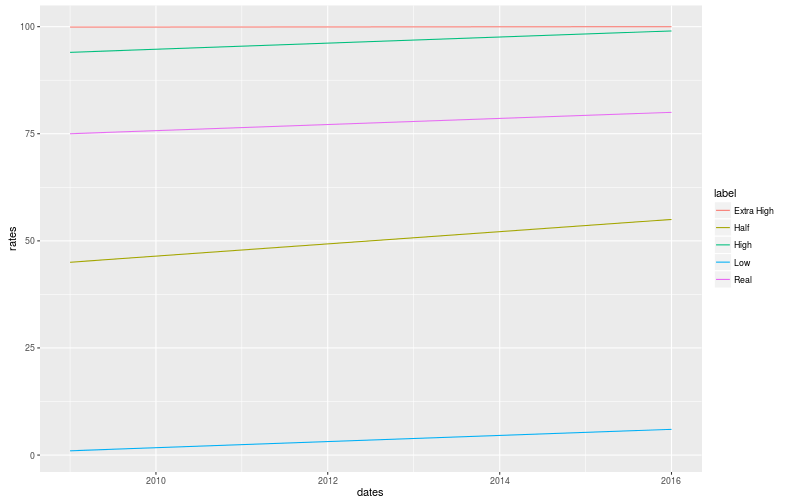 100
75
50
25
0
rates
2010 2012 2014 2016
dates
label
Extra High
Half
High
Low
Real